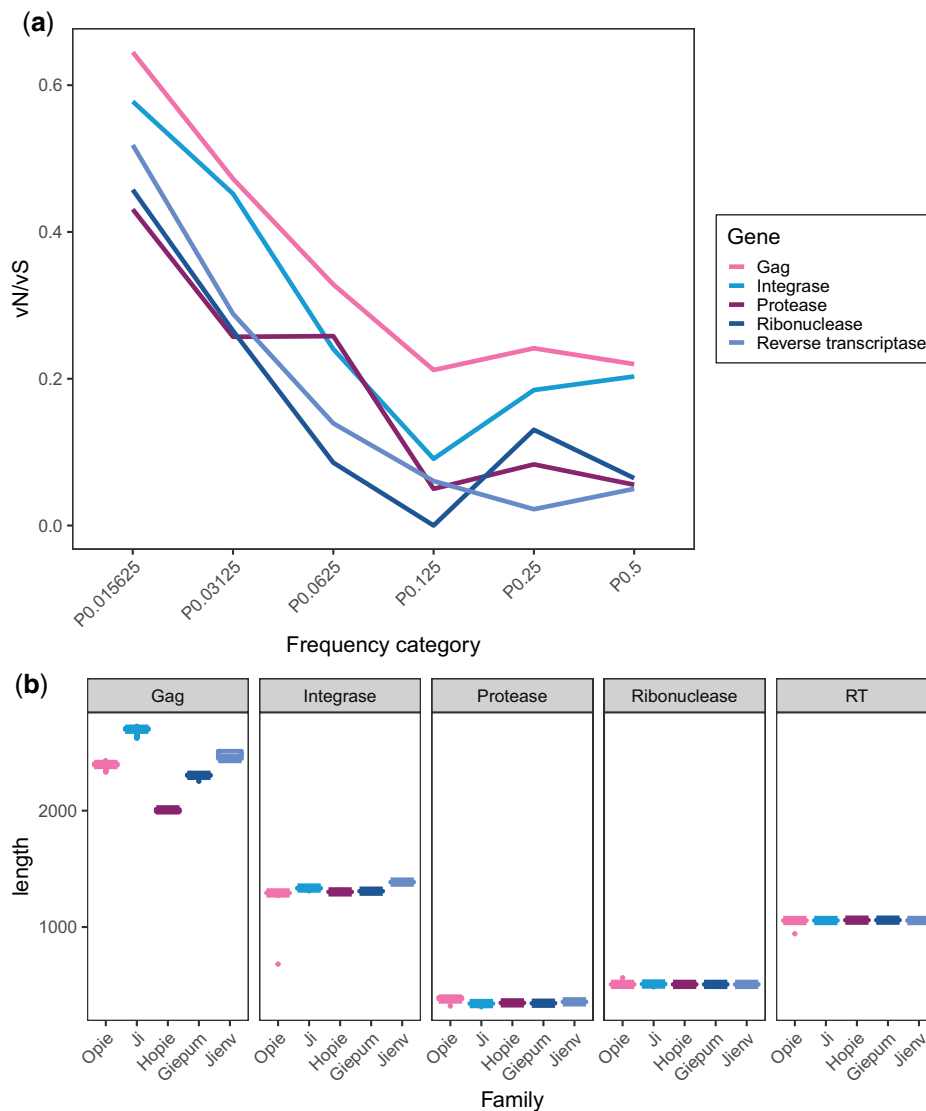 (a)
0.6
0.4
0.2
0.0
vN/vS
P0.015625
P0.03125
P0.0625
P0.125
P0.25
P0.5
Frequency category
Gene
Gag
Integrase
Protease
Ribonuclease
Reverse transcriptase
(b)
Gag
Integrase
Protease
Ribonuclease
RT
2000
1000
length
Opie
Ji
Hopie
Giepum
Jienv
Opie
Ji
Hopie
Giepum
Jienv
Opie
Ji
Hopie
Giepum
Jienv
Opie
Ji
Hopie
Giepum
Jienv
Opie
Ji
Hopie
Giepum
Jienv
Family